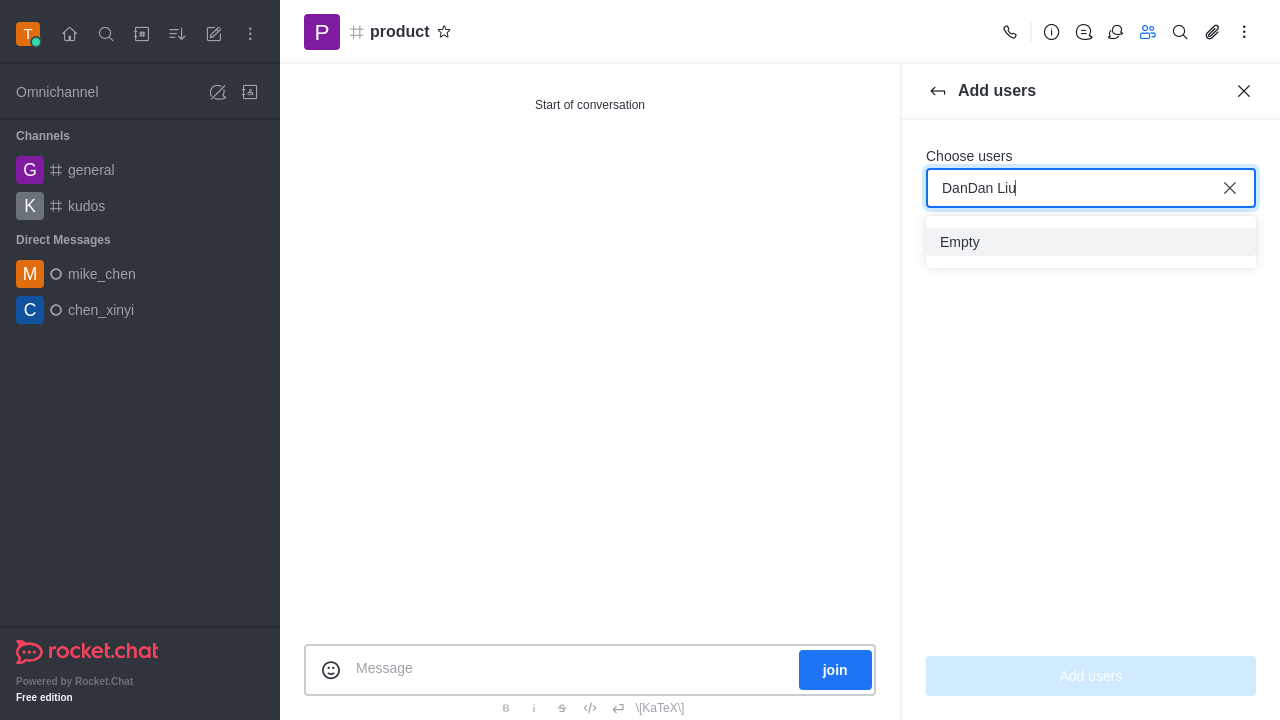 T
Omnichannel
Channels
G general
K kudos
Direct Messages
M mike_chen
C chen_xinyi
rocket.chat
Powered by Rocket.Chat
Free edition
P product
Start of conversation
Message
join
B i S \[KaTeX\]
Add users
Choose users
DanDan Liu
Empty
Add users